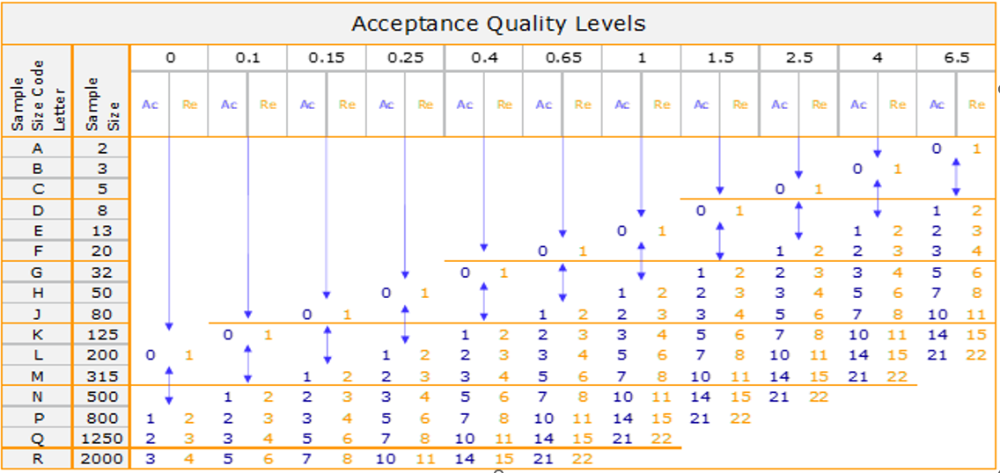 Acceptance Quality Levels
Sample Size Code Letter Sample Size 0 0.1 0.15 0.25 0.4 0.65 1 1.5 2.5 4 6.5
Ac Re Ac Re Ac Re Ac Re Ac Re Ac Re Ac Re Ac Re Ac Re Ac Re Ac Re
A 2 0 1
B 3 0 1
C 5 0 1
D 8 0 1 1 2
E 13 0 1 1 2 2 3
F 20 0 1 1 2 2 3 3 4
G 32 0 1 1 2 2 3 3 4 5 6
H 50 0 1 1 2 2 3 3 4 5 6 7 8
J 80 0 1 1 2 2 3 3 4 5 6 7 8 10 11
K 125 0 1 1 2 2 3 3 4 5 6 7 8 10 11 14 15
L 200 0 1 1 2 2 3 3 4 5 6 7 8 10 11 14 15 21 22
M 315 1 2 2 3 3 4 5 6 7 8 10 11 14 15 21 22
N 500 1 2 2 3 3 4 5 6 7 8 10 11 14 15 21 22
P 800 1 2 2 3 3 4 5 6 7 8 10 11 14 15 21 22
Q 1250 2 3 3 4 5 6 7 8 10 11 14 15 21 22
R 2000 3 4 5 6 7 8 10 11 14 15 21 22